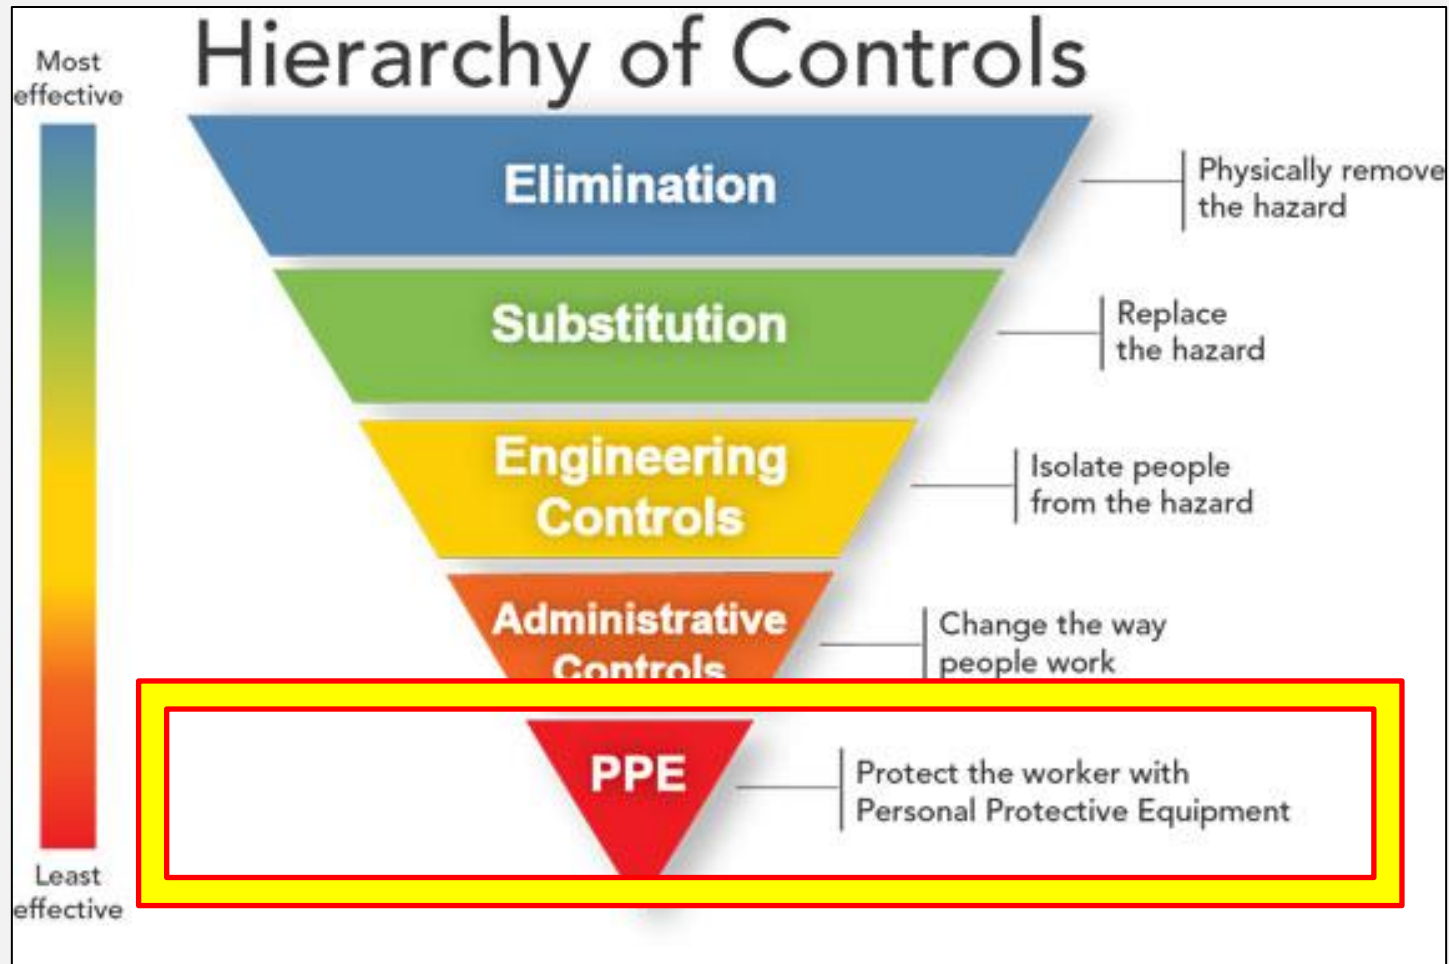 Hierarchy of Controls
Most
effective
Elimination
Physically remove
the hazard
Substitution
Replace
the hazard
Engineering
Controls
Isolate people
from the hazard
Administrative
Controls
Change the way
people work
PPE
Protect the worker with
Personal Protective Equipment
Least
effective